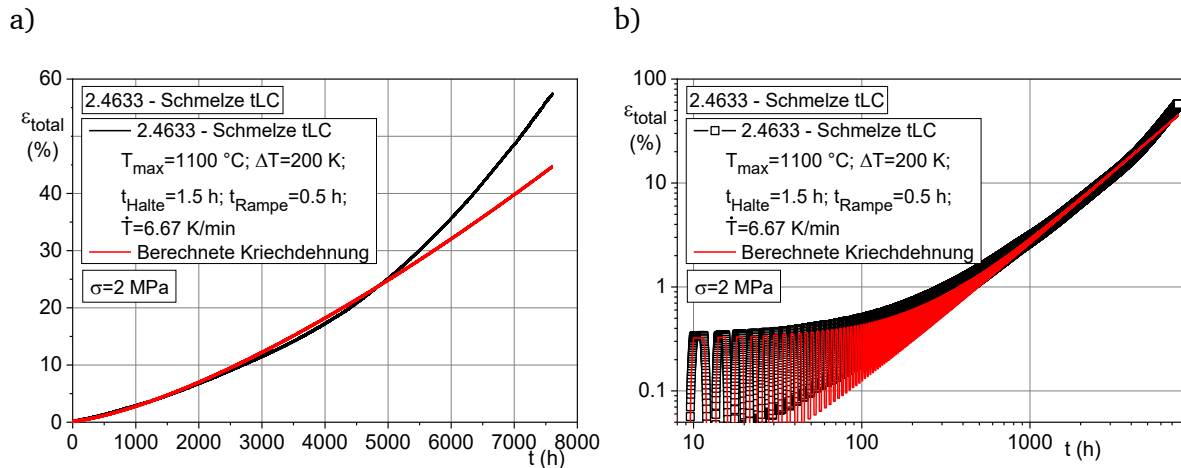 a)
60
50
40
30
20
10
0
ε_total
(%)
2.4633 - Schmelze tLC
2.4633 - Schmelze tLC
T_max=1100 °C; ΔT=200 K;
t_Halte=1.5 h; t_Rampe=0.5 h;
Ṫ=6.67 K/min
Berechnete Kriechdehnung
σ=2 MPa
0 1000 2000 3000 4000 5000 6000 7000 8000
t (h)
b)
100
10
1
0.1
ε_total
(%)
2.4633 - Schmelze tLC
2.4633 - Schmelze tLC
T_max=1100 °C; ΔT=200 K;
t_Halte=1.5 h; t_Rampe=0.5 h;
Ṫ=6.67 K/min
Berechnete Kriechdehnung
σ=2 MPa
10 100 1000
t (h)